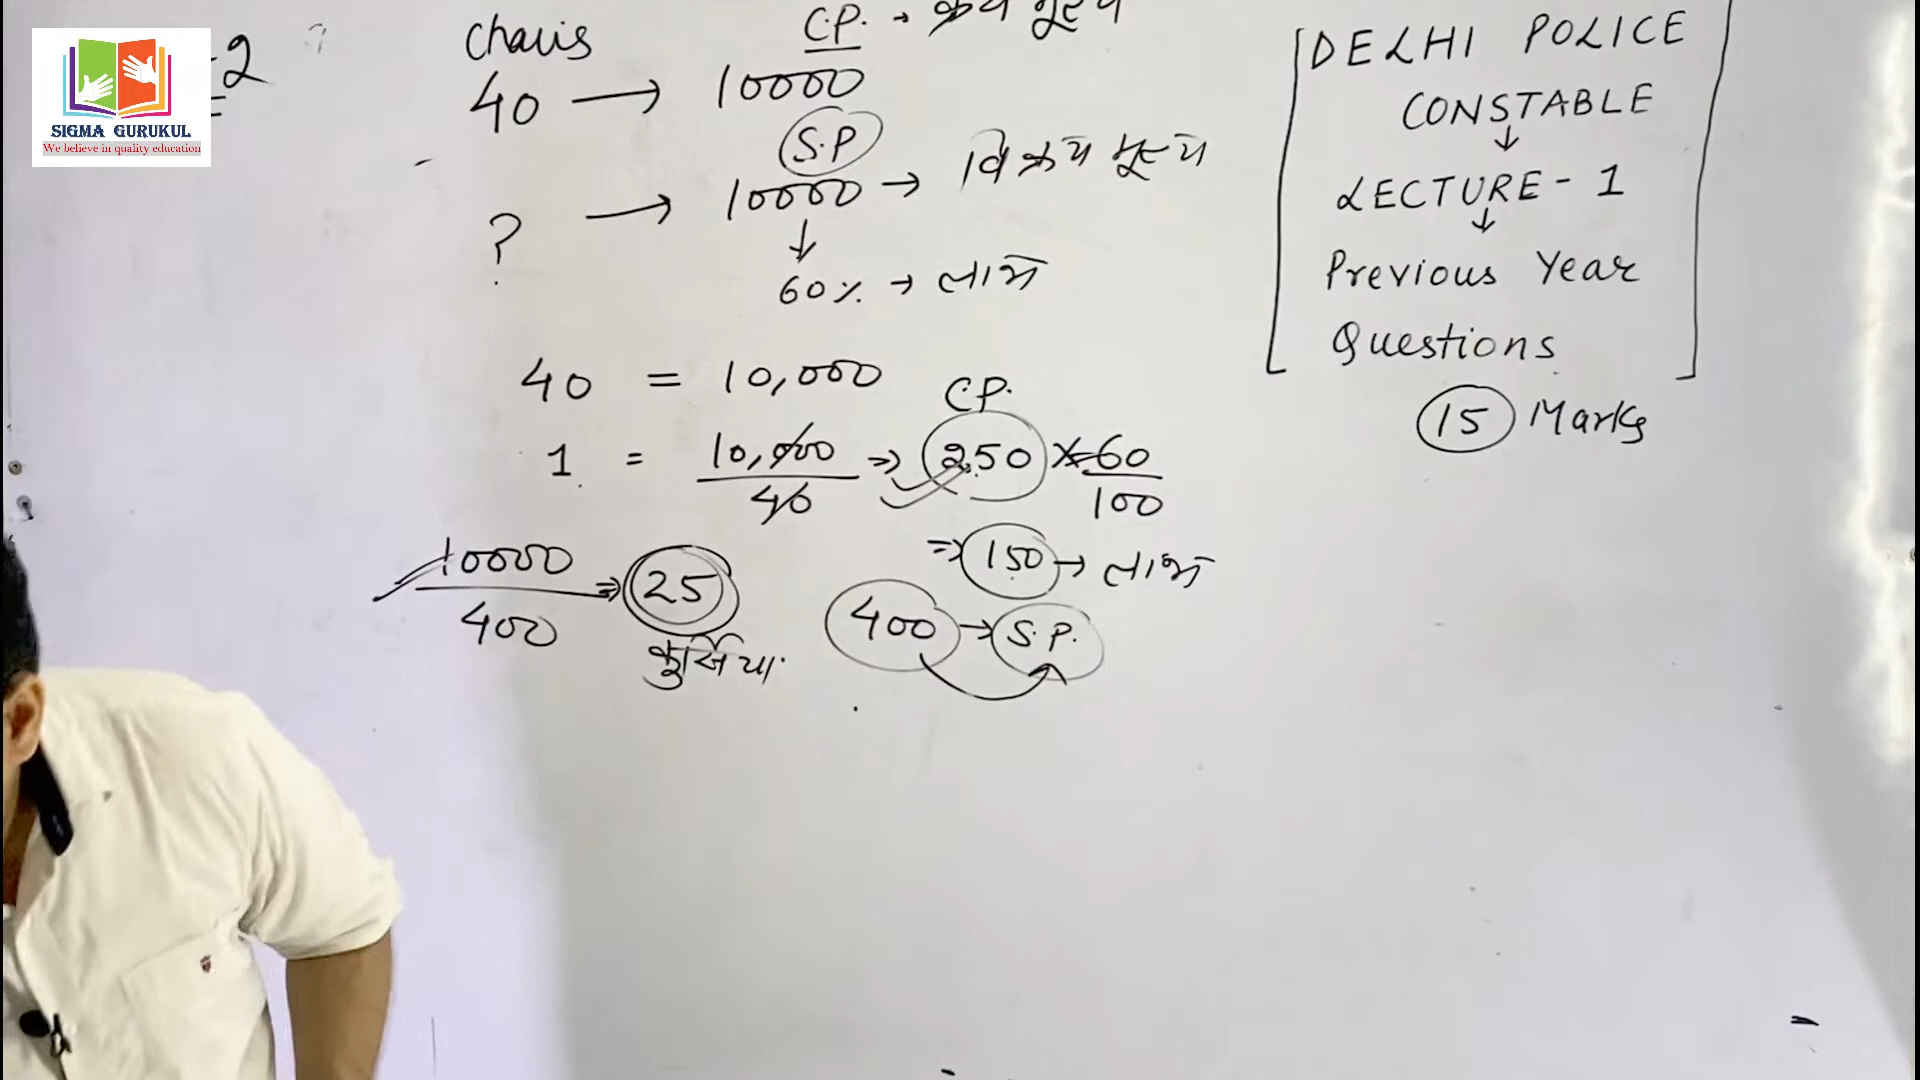 SIGMA GURUKUL
We believe in quality education
-2
Chairs
C.P. → क्रय मूल्य
40 → 10000
S.P
? → 10000 → विक्रय मूल्य
↓
60% → लाभ
40 = 10,000
C.P.
1 = 10,000/40 ⇒ 250 × 60/100
⇒ 150 → लाभ
10000/400 ⇒ 25
कुर्सिया
400 → S.P.
DELHI POLICE
CONSTABLE
↓
LECTURE - 1
↓
Previous Year
Questions
15 Marks